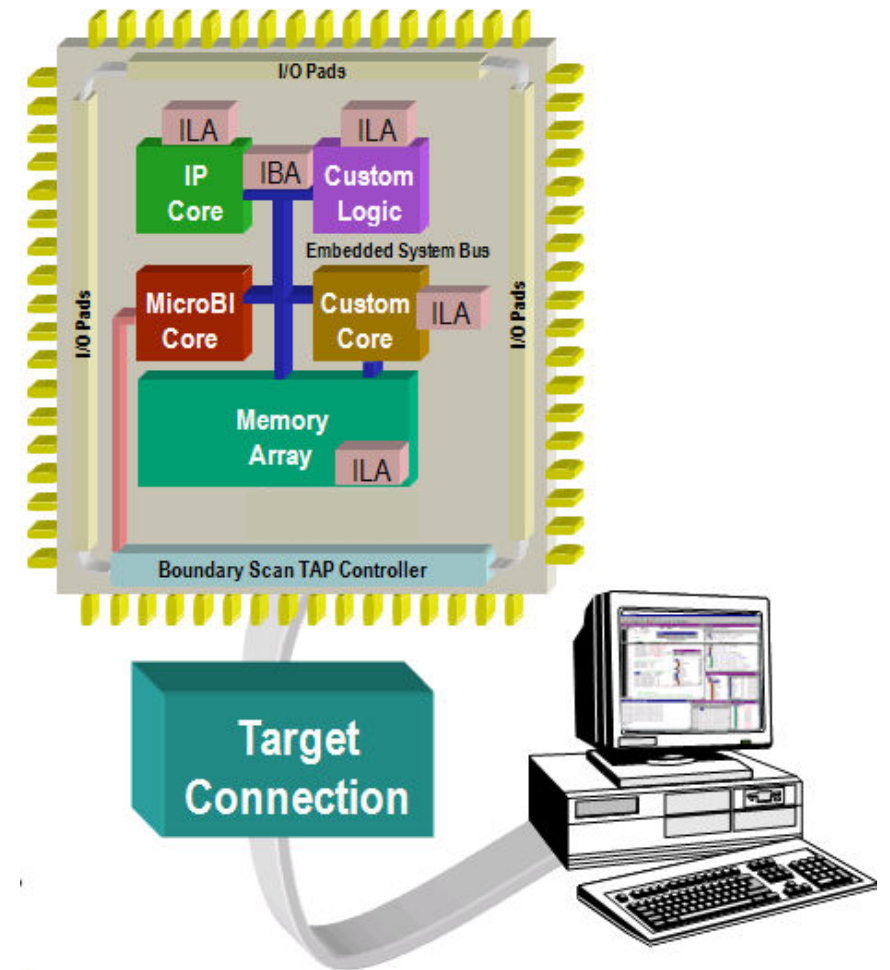 I/O Pads
ILA
ILA
IP
Core
IBA
Custom
Logic
Embedded System Bus
MicroBl
Core
Custom
Core
ILA
I/O Pads
I/O Pads
Memory
Array
ILA
Boundary Scan TAP Controller
Target
Connection